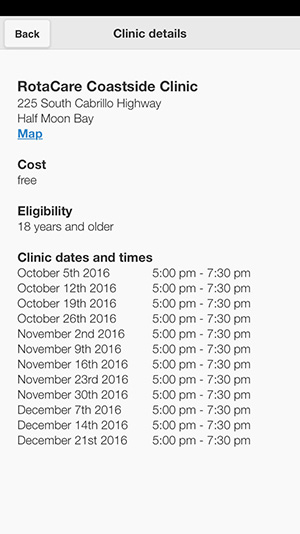 Back
Clinic details
RotaCare Coastside Clinic
225 South Cabrillo Highway
Half Moon Bay
Map
Cost
free
Eligibility
18 years and older
Clinic dates and times
October 5th 2016 5:00 pm - 7:30 pm
October 12th 2016 5:00 pm - 7:30 pm
October 19th 2016 5:00 pm - 7:30 pm
October 26th 2016 5:00 pm - 7:30 pm
November 2nd 2016 5:00 pm - 7:30 pm
November 9th 2016 5:00 pm - 7:30 pm
November 16th 2016 5:00 pm - 7:30 pm
November 23rd 2016 5:00 pm - 7:30 pm
November 30th 2016 5:00 pm - 7:30 pm
December 7th 2016 5:00 pm - 7:30 pm
December 14th 2016 5:00 pm - 7:30 pm
December 21st 2016 5:00 pm - 7:30 pm